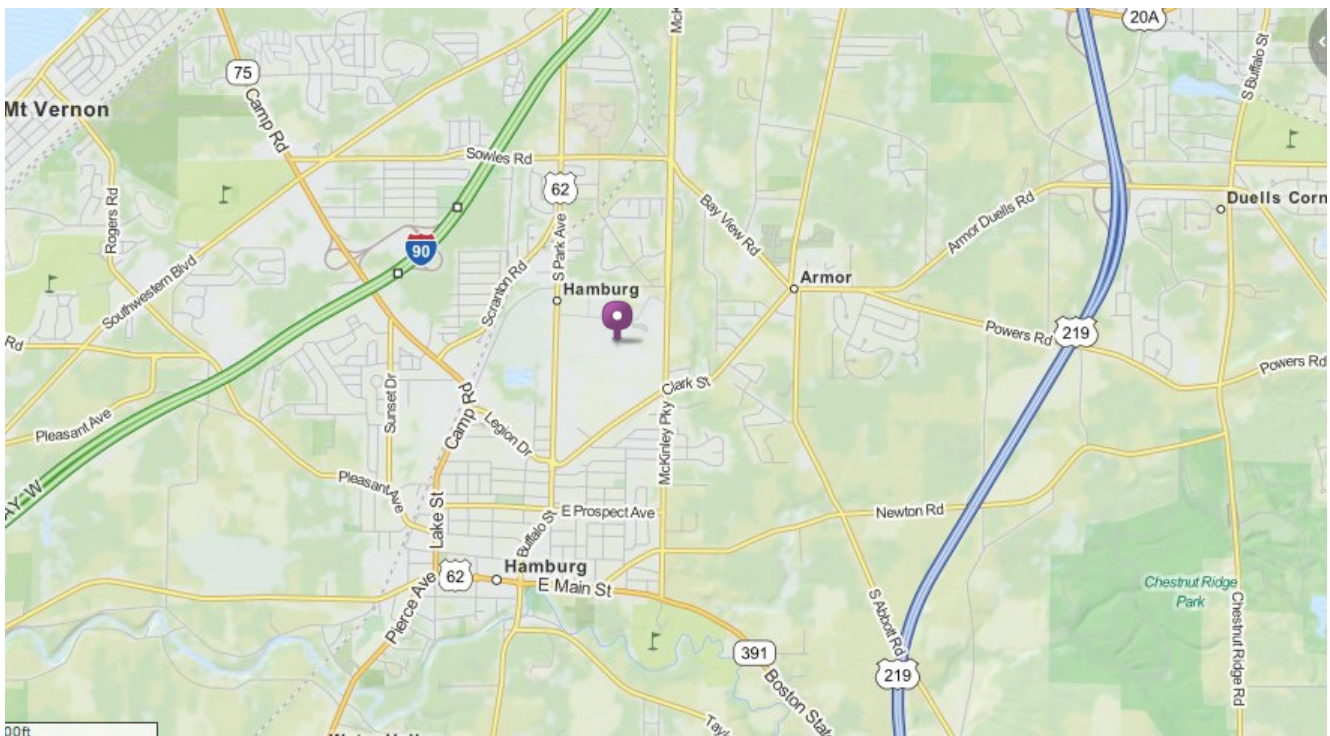 20A
S Buffalo St
75
Camp Rd
Mt Vernon
Sowles Rd
62
Rogers Rd
Bay View Rd
Armor Duells Rd
Duells Corn
S Park Ave
90
Southwestern Blvd
Scranton Rd
Armor
Hamburg
219
Powers Rd
Rd
Powers Rd
Sunset Dr
Camp Rd
Clark St
Legion Dr
McKinley Pky
Pleasant Ave
Pleasant Ave
AY W
Lake St
E Prospect Ave
Newton Rd
Buffalo St
Hamburg
62
E Main St
Pierce Ave
Chestnut Ridge
Park
S Abbott Rd
Chestnut Ridge Rd
391
219
Boston State
00ft